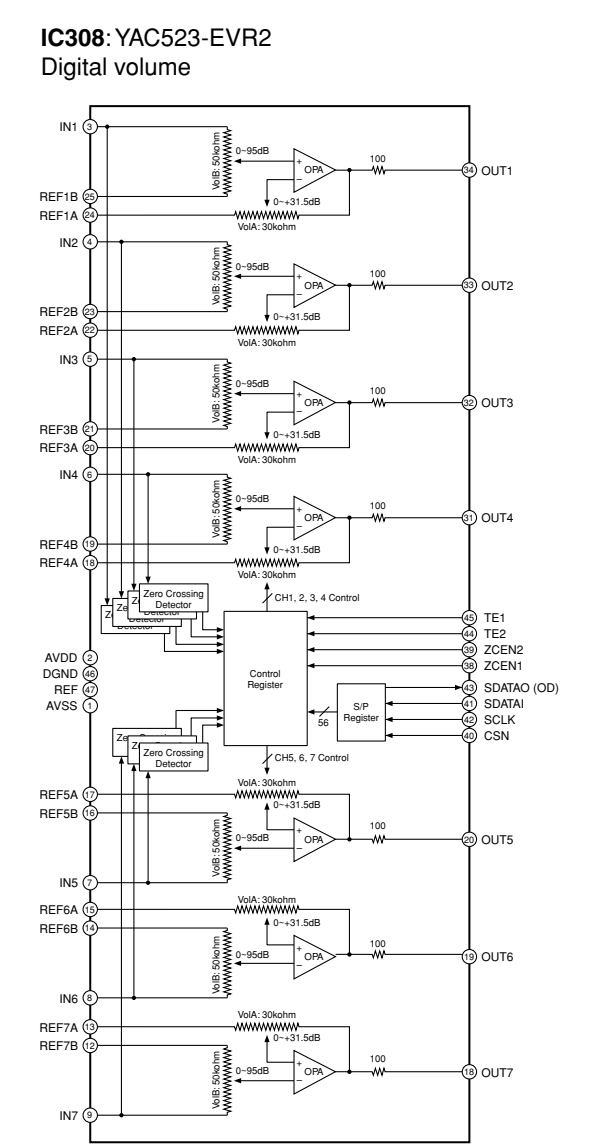 IC308: YAC523-EVR2
Digital volume
IN1 3
VolB: 50kohm
0~95dB
+
−
OPA
100
34 OUT1
REF1B 25
0~+31.5dB
REF1A 24
VolA: 30kohm
IN2 4
VolB: 50kohm
0~95dB
+
−
OPA
100
33 OUT2
REF2B 23
0~+31.5dB
REF2A 22
VolA: 30kohm
IN3 5
VolB: 50kohm
0~95dB
+
−
OPA
100
32 OUT3
REF3B 21
0~+31.5dB
REF3A 20
VolA: 30kohm
IN4 6
VolB: 50kohm
0~95dB
+
−
OPA
100
31 OUT4
REF4B 19
0~+31.5dB
REF4A 18
VolA: 30kohm
Zero Crossing
Detector
CH1, 2, 3, 4 Control
45 TE1
44 TE2
39 ZCEN2
38 ZCEN1
AVDD 2
DGND 46
REF 47
AVSS 1
Control
Register
S/P
Register
56
43 SDATAO (OD)
41 SDATAI
42 SCLK
40 CSN
Zero Crossing
Detector
CH5, 6, 7 Control
REF5A 17
VolA: 30kohm
0~+31.5dB
REF5B 16
VolB: 50kohm
0~95dB
+
−
OPA
100
20 OUT5
IN5 7
REF6A 15
VolA: 30kohm
0~+31.5dB
REF6B 14
VolB: 50kohm
0~95dB
+
−
OPA
100
19 OUT6
IN6 8
REF7A 13
VolA: 30kohm
0~+31.5dB
REF7B 12
VolB: 50kohm
0~95dB
+
−
OPA
100
18 OUT7
IN7 9